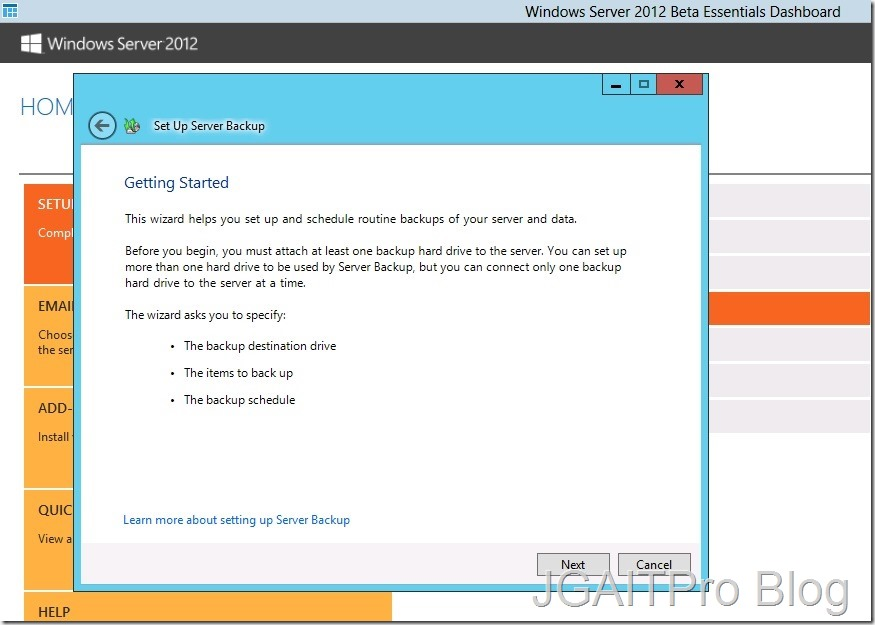 Windows Server 2012 Beta Essentials Dashboard
Windows Server 2012
Set Up Server Backup
Getting Started
This wizard helps you set up and schedule routine backups of your server and data.
Before you begin, you must attach at least one backup hard drive to the server. You can set up
more than one hard drive to be used by Server Backup, but you can connect only one backup
hard drive to the server at a time.
The wizard asks you to specify:
• The backup destination drive
• The items to back up
• The backup schedule
Learn more about setting up Server Backup
Next
Cancel
HOM
SETU
Compl
EMAI
Choos
the ser
ADD-
Install
QUIC
View a
HELP
JGAITPro Blog